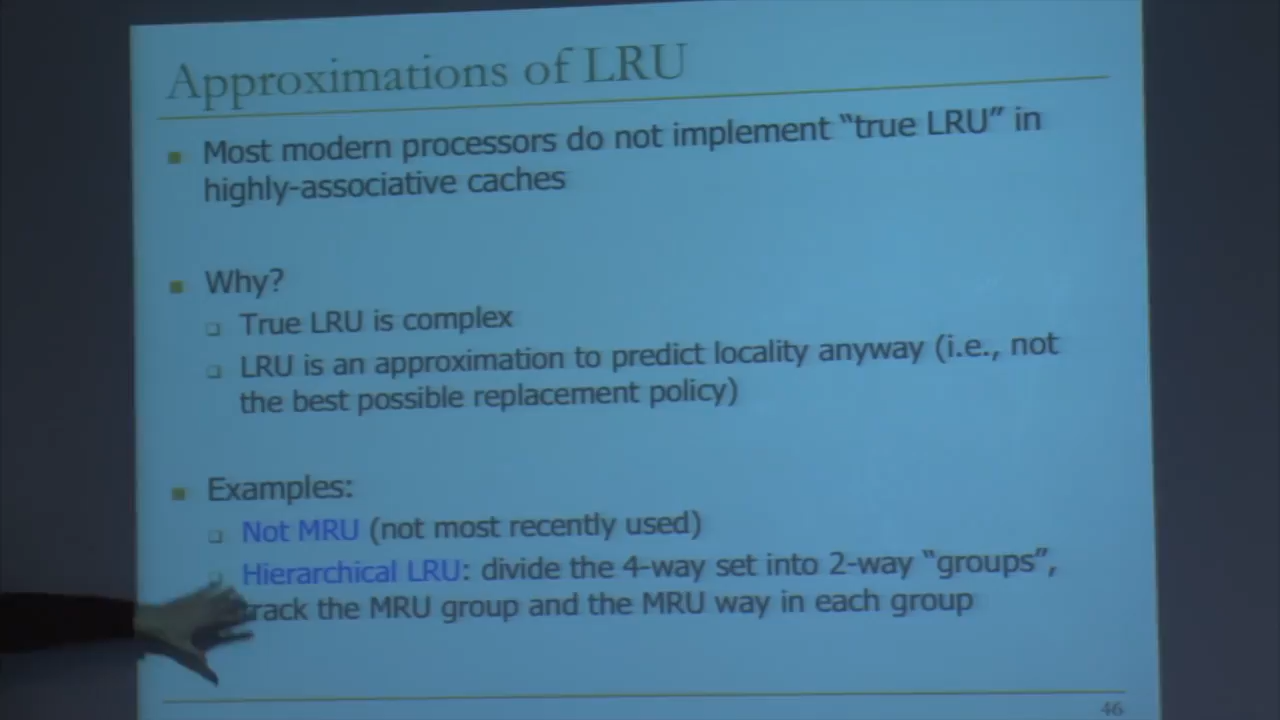 Approximations of LRU
Most modern processors do not implement “true LRU” in
highly-associative caches
Why?
True LRU is complex
LRU is an approximation to predict locality anyway (i.e., not
the best possible replacement policy)
Examples:
Not MRU (not most recently used)
Hierarchical LRU: divide the 4-way set into 2-way “groups”,
track the MRU group and the MRU way in each group
46